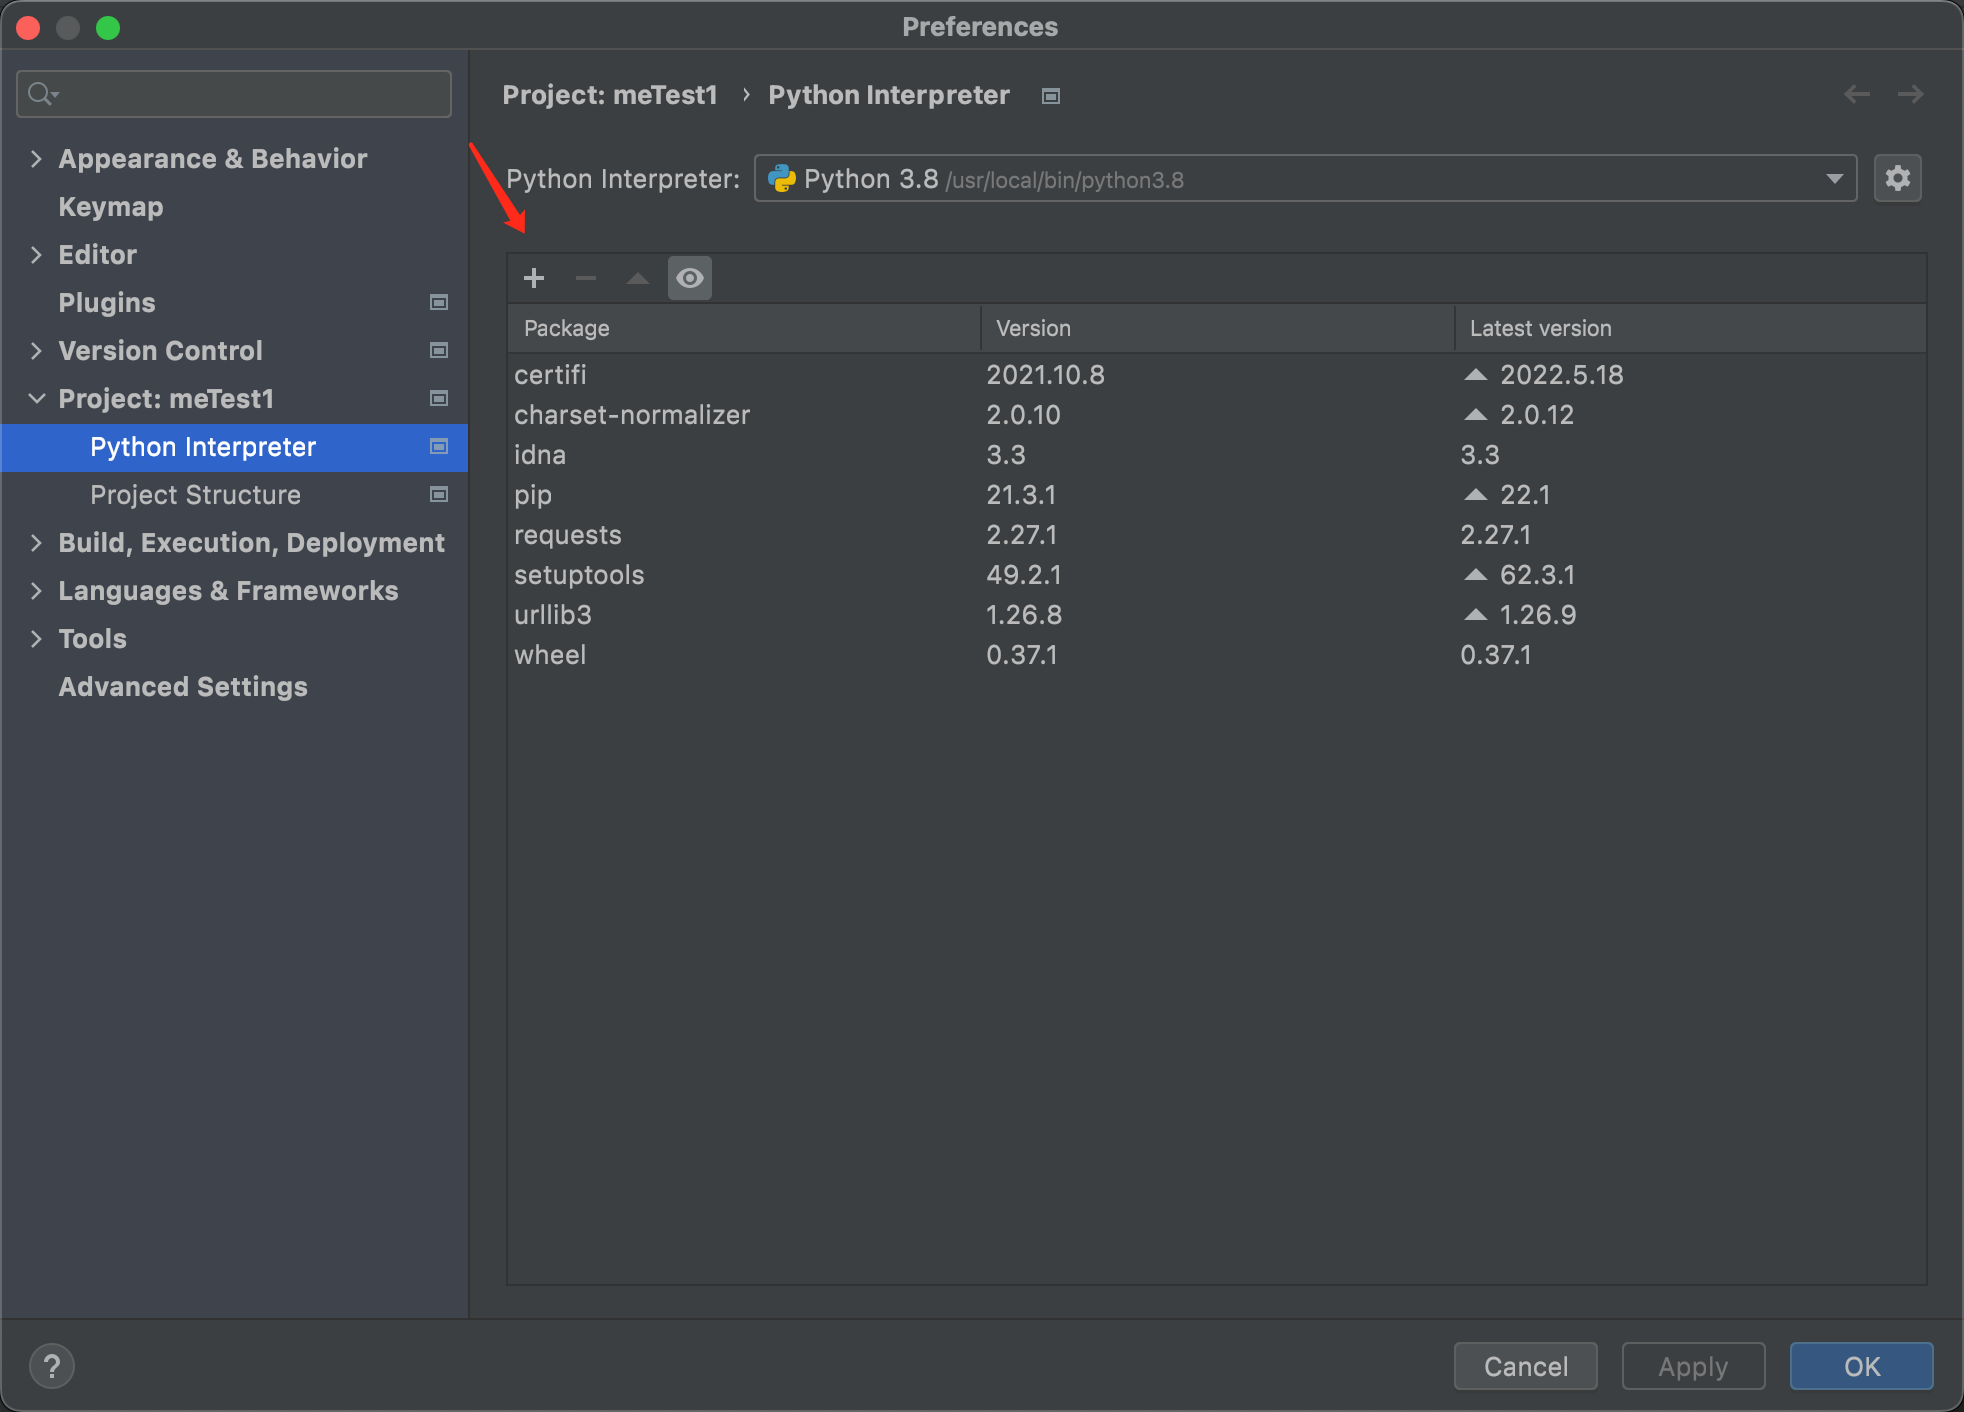 Preferences
Project: meTest1 › Python Interpreter
Appearance & Behavior
Keymap
Editor
Plugins
Version Control
Project: meTest1
Python Interpreter
Project Structure
Build, Execution, Deployment
Languages & Frameworks
Tools
Advanced Settings
Python Interpreter: Python 3.8 /usr/local/bin/python3.8
Package Version Latest version
certifi 2021.10.8 2022.5.18
charset-normalizer 2.0.10 2.0.12
idna 3.3 3.3
pip 21.3.1 22.1
requests 2.27.1 2.27.1
setuptools 49.2.1 62.3.1
urllib3 1.26.8 1.26.9
wheel 0.37.1 0.37.1
? Cancel Apply OK